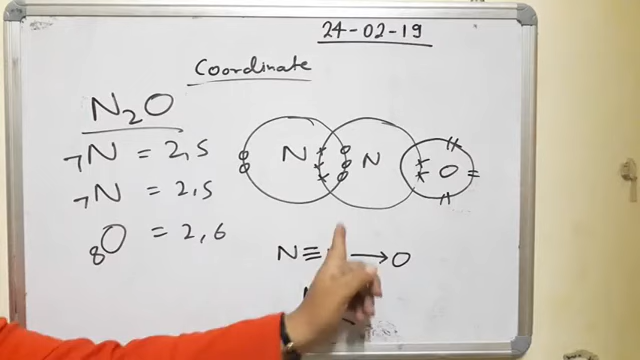 24-02-19
Coordinate
N₂O
₇N = 2,5
₇N = 2,5
₈O = 2,6
N N O
N≡ →O